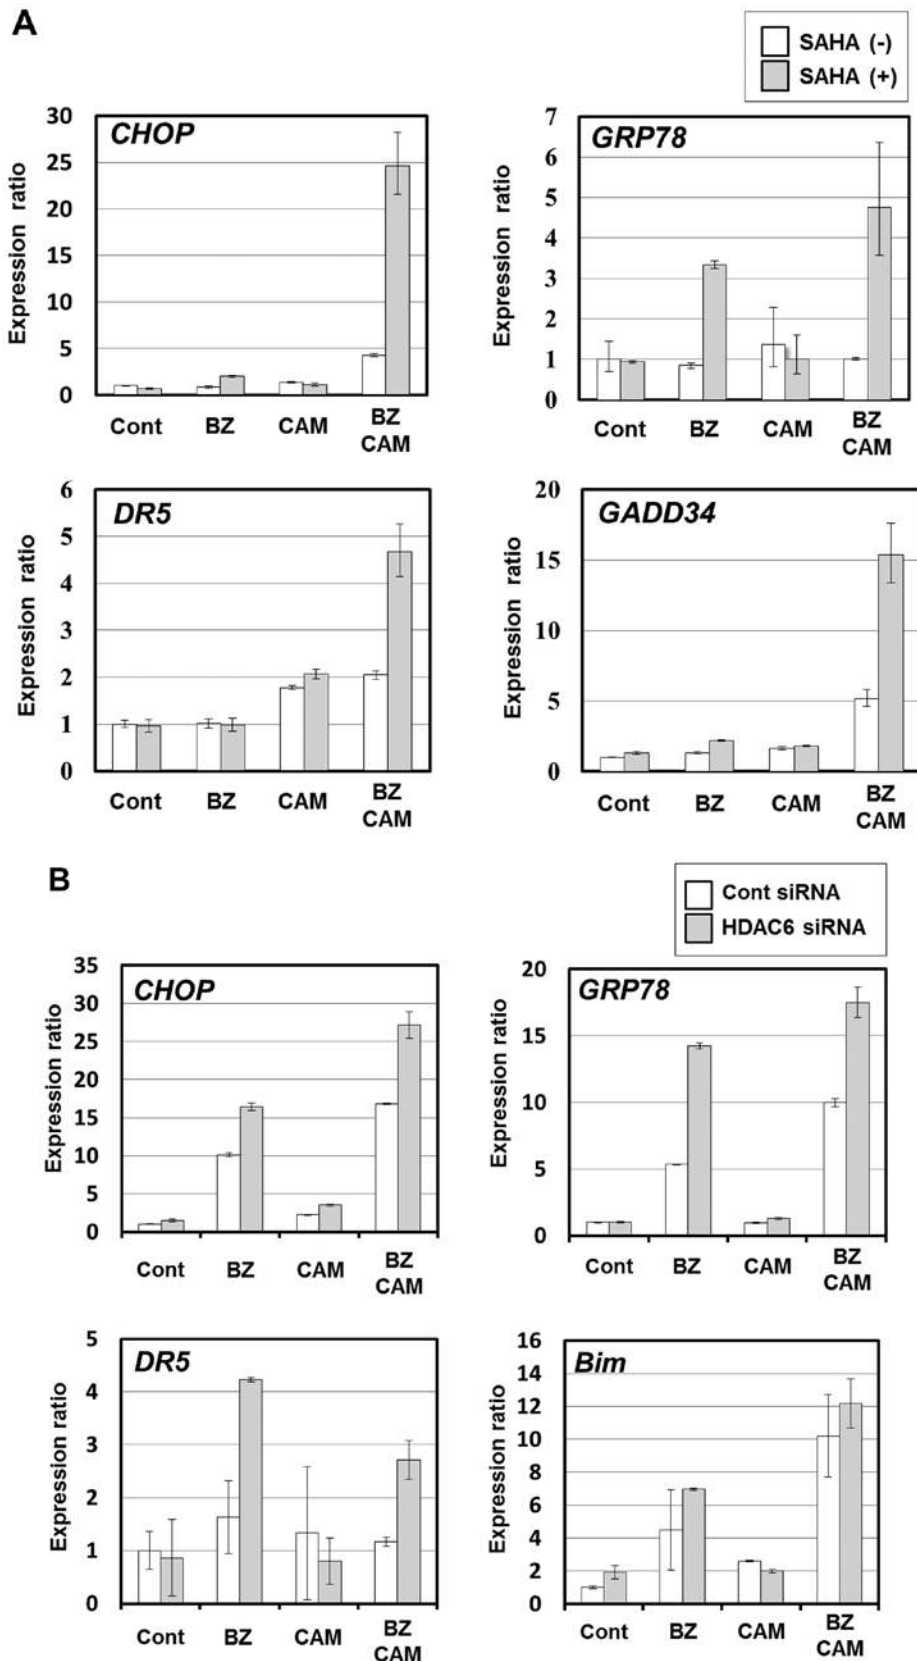 A
SAHA (-)
SAHA (+)
CHOP
Expression ratio
30
25
20
15
10
5
0
Cont BZ CAM BZ
CAM
GRP78
Expression ratio
7
6
5
4
3
2
1
0
Cont BZ CAM BZ
CAM
DR5
Expression ratio
6
5
4
3
2
1
0
Cont BZ CAM BZ
CAM
GADD34
Expression ratio
20
15
10
5
0
Cont BZ CAM BZ
CAM
B
Cont siRNA
HDAC6 siRNA
CHOP
Expression ratio
35
30
25
20
15
10
5
0
Cont BZ CAM BZ
CAM
GRP78
Expression ratio
20
15
10
5
0
Cont BZ CAM BZ
CAM
DR5
Expression ratio
5
4
3
2
1
0
Cont BZ CAM BZ
CAM
Bim
Expression ratio
16
14
12
10
8
6
4
2
0
Cont BZ CAM BZ
CAM